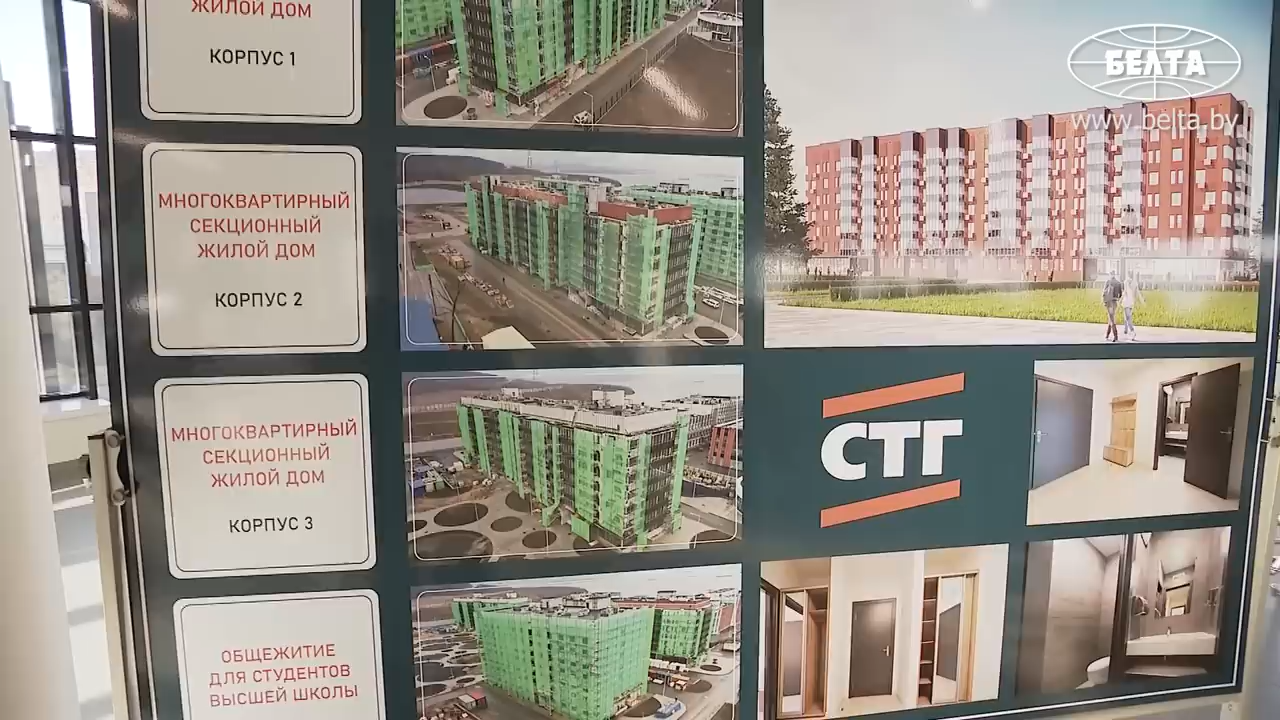 ЖИЛОЙ ДОМ
КОРПУС 1
МНОГОКВАРТИРНЫЙ
СЕКЦИОННЫЙ
ЖИЛОЙ ДОМ
КОРПУС 2
МНОГОКВАРТИРНЫЙ
СЕКЦИОННЫЙ
ЖИЛОЙ ДОМ
КОРПУС 3
ОБЩЕЖИТИЕ
ДЛЯ СТУДЕНТОВ
ВЫСШЕЙ ШКОЛЫ
БЕЛТА
www.belta.by
СТГ